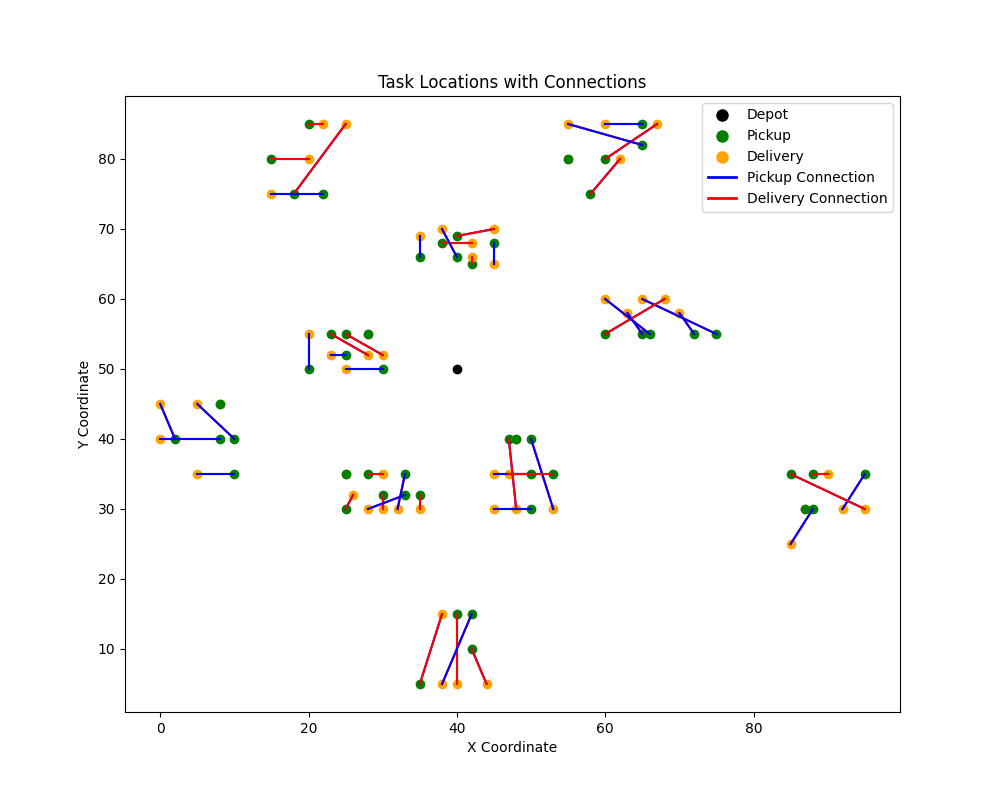 Task Locations with Connections
Depot
Pickup
Delivery
Pickup Connection
Delivery Connection
80
70
60
50
40
30
20
10
Y Coordinate
0 20 40 60 80
X Coordinate